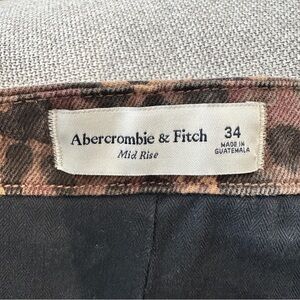 Abercrombie & Fitch 34
Mid Rise MADE IN
GUATEMALA